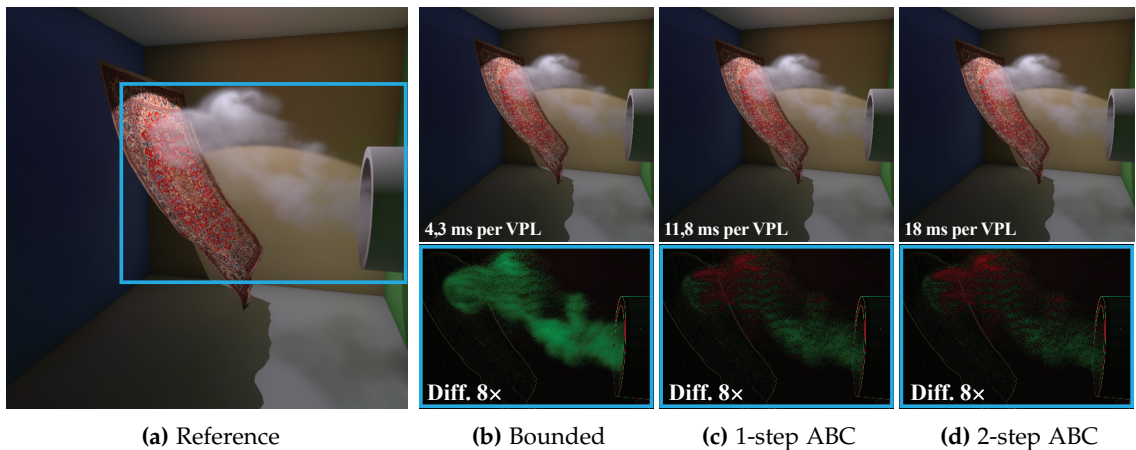 4,3 ms per VPL
11,8 ms per VPL
18 ms per VPL
Diff. 8×
Diff. 8×
Diff. 8×
(a) Reference
(b) Bounded
(c) 1-step ABC
(d) 2-step ABC